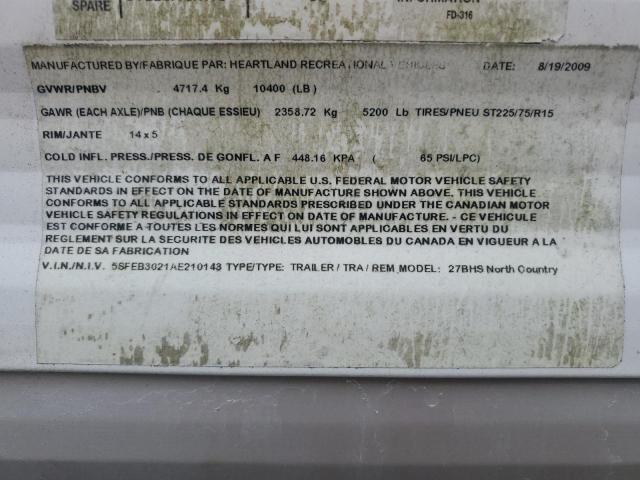 SPARE
INFORMATION
FD-316
MANUFACTURED BY/FABRIQUE PAR: HEARTLAND RECREATIONAL VEHICLES DATE: 8/19/2009
GVWR/PNBV 4717.4 Kg 10400 (LB)
GAWR (EACH AXLE)/PNB (CHAQUE ESSIEU) 2358.72 Kg 5200 Lb TIRES/PNEU ST225/75/R15
RIM/JANTE 14 x 5
COLD INFL. PRESS./PRESS. DE GONFL. A F 448.16 KPA ( 65 PSI/LPC)
THIS VEHICLE CONFORMS TO ALL APPLICABLE U.S. FEDERAL MOTOR VEHICLE SAFETY
STANDARDS IN EFFECT ON THE DATE OF MANUFACTURE SHOWN ABOVE. THIS VEHICLE
CONFORMS TO ALL APPLICABLE STANDARDS PRESCRIBED UNDER THE CANADIAN MOTOR
VEHICLE SAFETY REGULATIONS IN EFFECT ON DATE OF MANUFACTURE. - CE VEHICULE
EST CONFORME A TOUTES LES NORMES QUI LUI SONT APPLICABLES EN VERTU DU
REGLEMENT SUR LA SECURITE DES VEHICLES AUTOMOBILES DU CANADA EN VIGUEUR A LA
DATE DE SA FABRICATION
V.I.N./N.I.V. 5SFEB3021AE210143 TYPE/TYPE: TRAILER / TRA / REM MODEL: 27BHS North Country